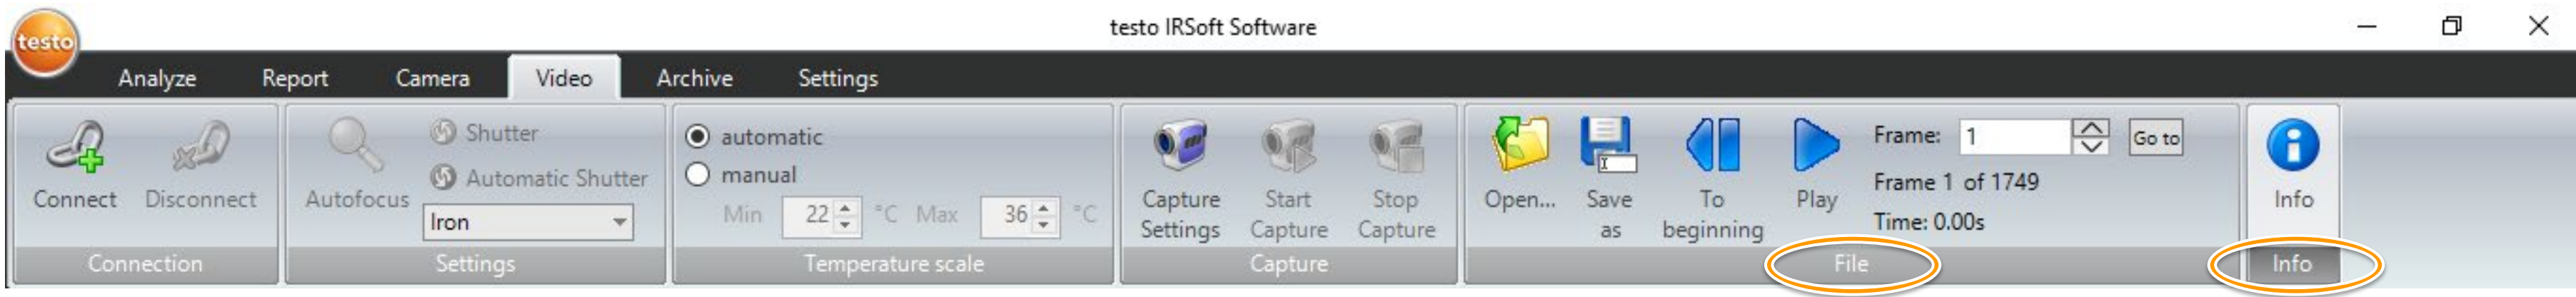 testo IRSoft Software
testo
Analyze Report Camera Video Archive Settings
Connect Disconnect
Connection
Autofocus
Shutter
Automatic Shutter
Iron
Settings
automatic
manual
Min 22 °C Max 36 °C
Temperature scale
Capture Settings
Start Capture
Stop Capture
Capture
Open...
Save as
To beginning
Play
Frame: 1 Go to
Frame 1 of 1749
Time: 0.00s
File
Info
Info